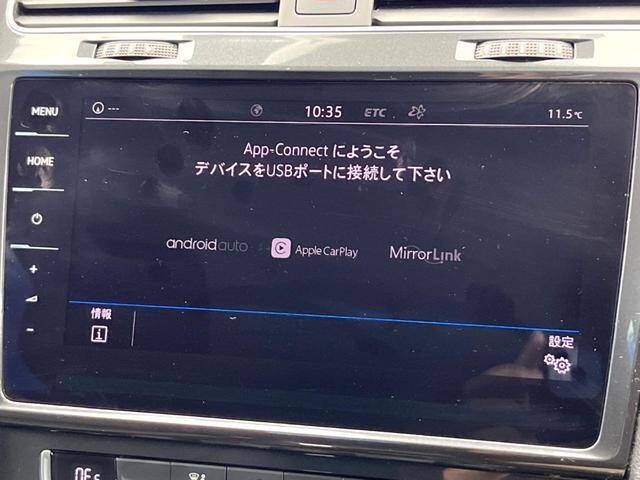 MENU
HOME
--- 10:35 ETC 11.5℃
App-Connect にようこそ
デバイスをUSBポートに接続して下さい
androidauto Apple CarPlay MirrorLink
情報
設定